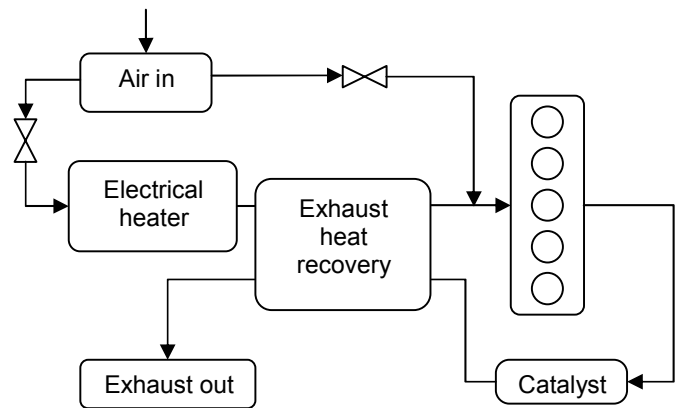 Air in
Electrical
heater
Exhaust
heat
recovery
Exhaust out
Catalyst